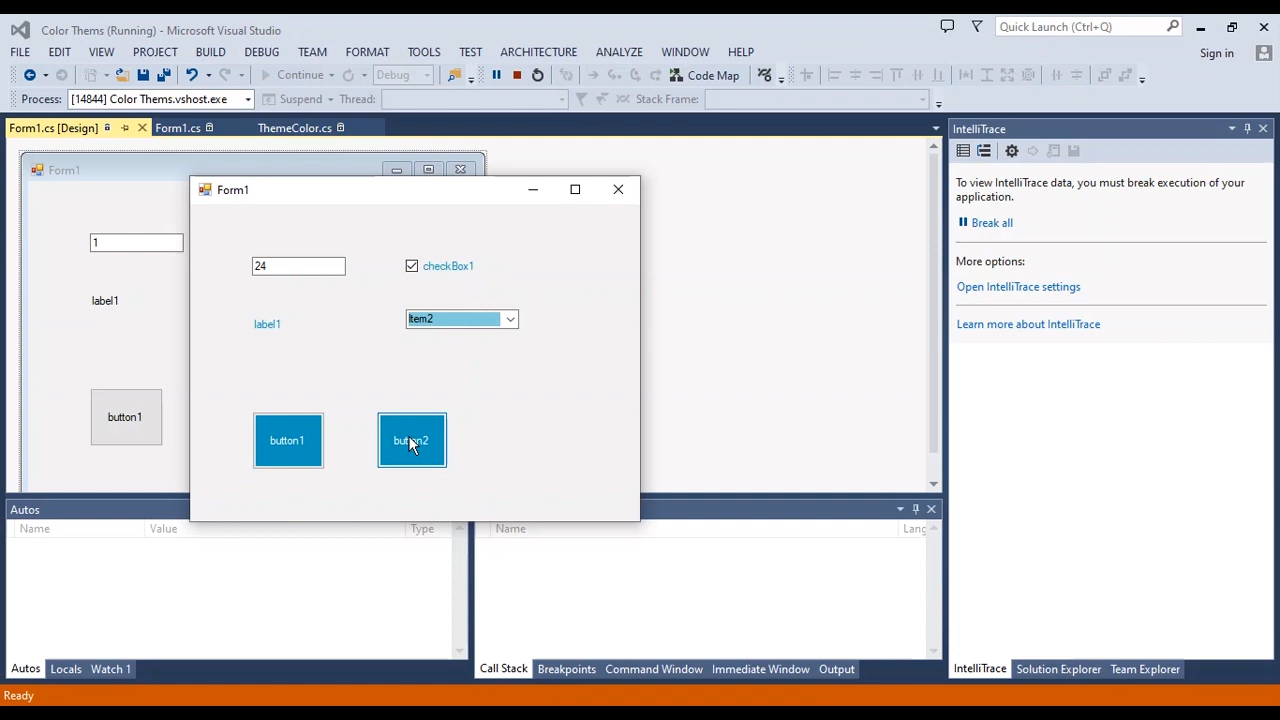 Color Thems (Running) - Microsoft Visual Studio
Quick Launch (Ctrl+Q)
FILE EDIT VIEW PROJECT BUILD DEBUG TEAM FORMAT TOOLS TEST ARCHITECTURE ANALYZE WINDOW HELP
Sign in
Continue Debug Code Map
Process: [14844] Color Thems.vshost.exe Suspend Thread: Stack Frame:
Form1.cs [Design] Form1.cs ThemeColor.cs
Form1
1
label1
button1
Form1
24
checkBox1
label1
Item2
button1
button2
IntelliTrace
To view IntelliTrace data, you must break execution of your
application.
Break all
More options:
Open IntelliTrace settings
Learn more about IntelliTrace
Autos
Name Value Type
Name Lang
Autos Locals Watch 1
Call Stack Breakpoints Command Window Immediate Window Output
IntelliTrace Solution Explorer Team Explorer
Ready